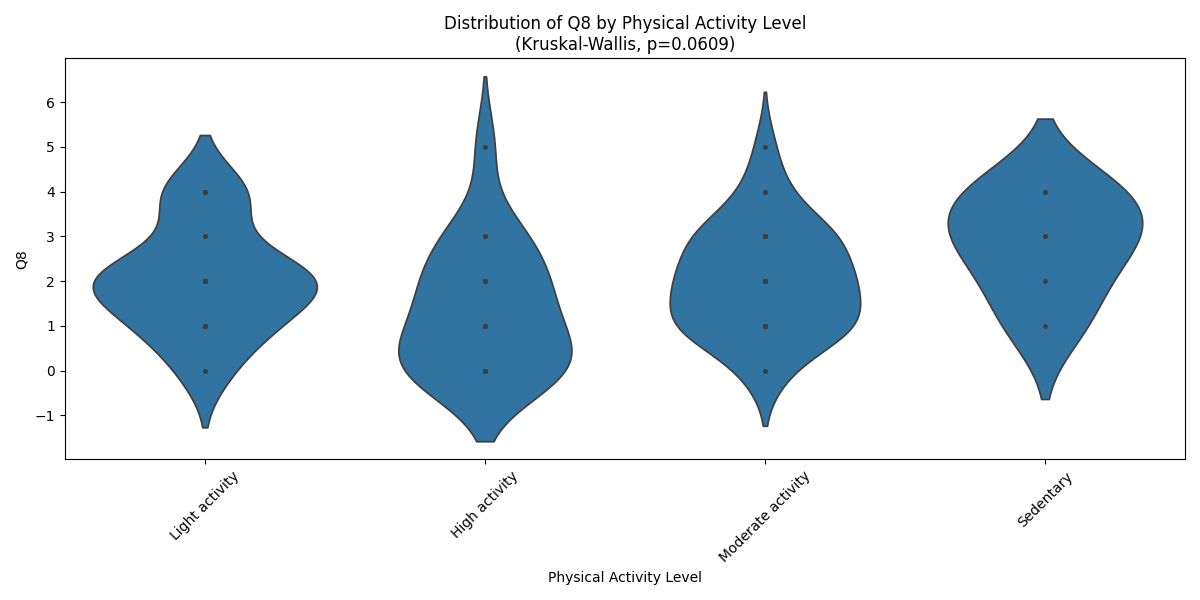 Distribution of Q8 by Physical Activity Level
(Kruskal-Wallis, p=0.0609)
Q8
6
5
4
3
2
1
0
−1
Light activity
High activity
Moderate activity
Sedentary
Physical Activity Level